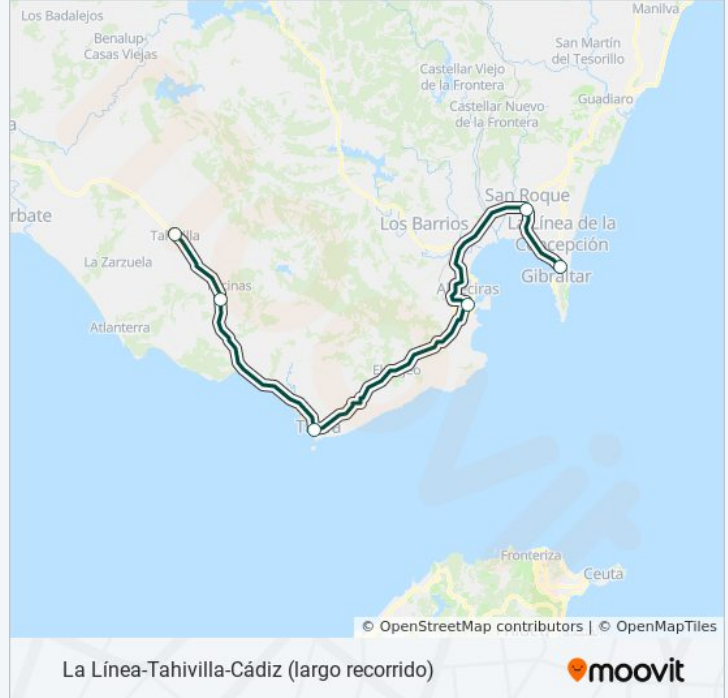 Los Badalejos
Manilva
Benalup-
Casas Viejas
San Martín
del Tesorillo
Castellar Viejo
de la Frontera
Guadiaro
Castellar Nuevo
de la Frontera
San Roque
rbate
Los Barrios
La Línea de la
Concepción
La Zarzuela
Gibraltar
Atlanterra
Fronteriza
Ceuta
© OpenStreetMap contributors | © OpenMapTiles
La Línea-Tahivilla-Cádiz (largo recorrido)
moovit